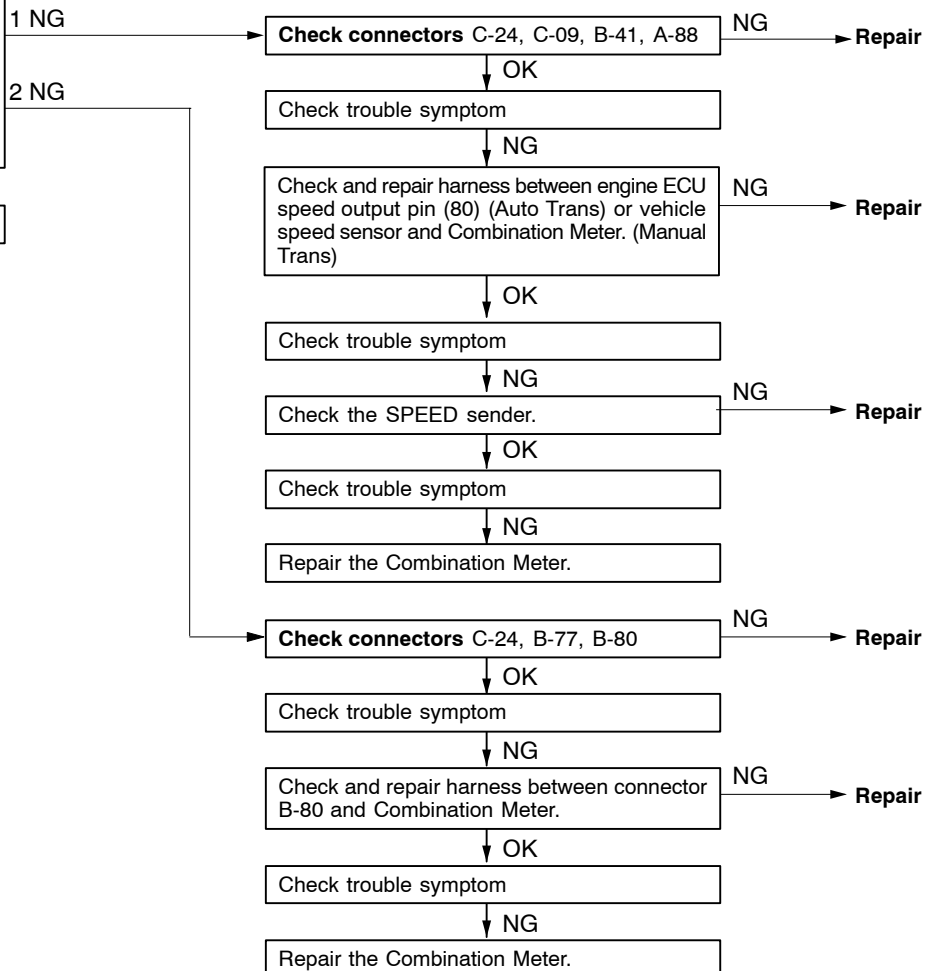 1 NG
Check connectors C-24, C-09, B-41, A-88
NG
Repair
OK
2 NG
Check trouble symptom
NG
Check and repair harness between engine ECU
speed output pin (80) (Auto Trans) or vehicle
speed sensor and Combination Meter. (Manual
Trans)
NG
Repair
OK
Check trouble symptom
NG
Check the SPEED sender.
NG
Repair
OK
Check trouble symptom
NG
Repair the Combination Meter.
Check connectors C-24, B-77, B-80
NG
Repair
OK
Check trouble symptom
NG
Check and repair harness between connector
B-80 and Combination Meter.
NG
Repair
OK
Check trouble symptom
NG
Repair the Combination Meter.